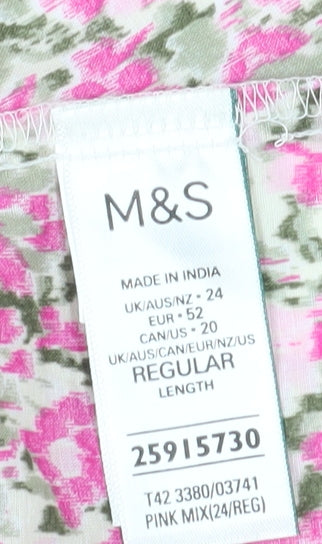 M&S
MADE IN INDIA
UK/AUS/NZ • 24
EUR • 52
CAN/US • 20
UK/AUS/CAN/EUR/NZ/US
REGULAR
LENGTH
25915730
T42 3380/03741
PINK MIX(24/REG)